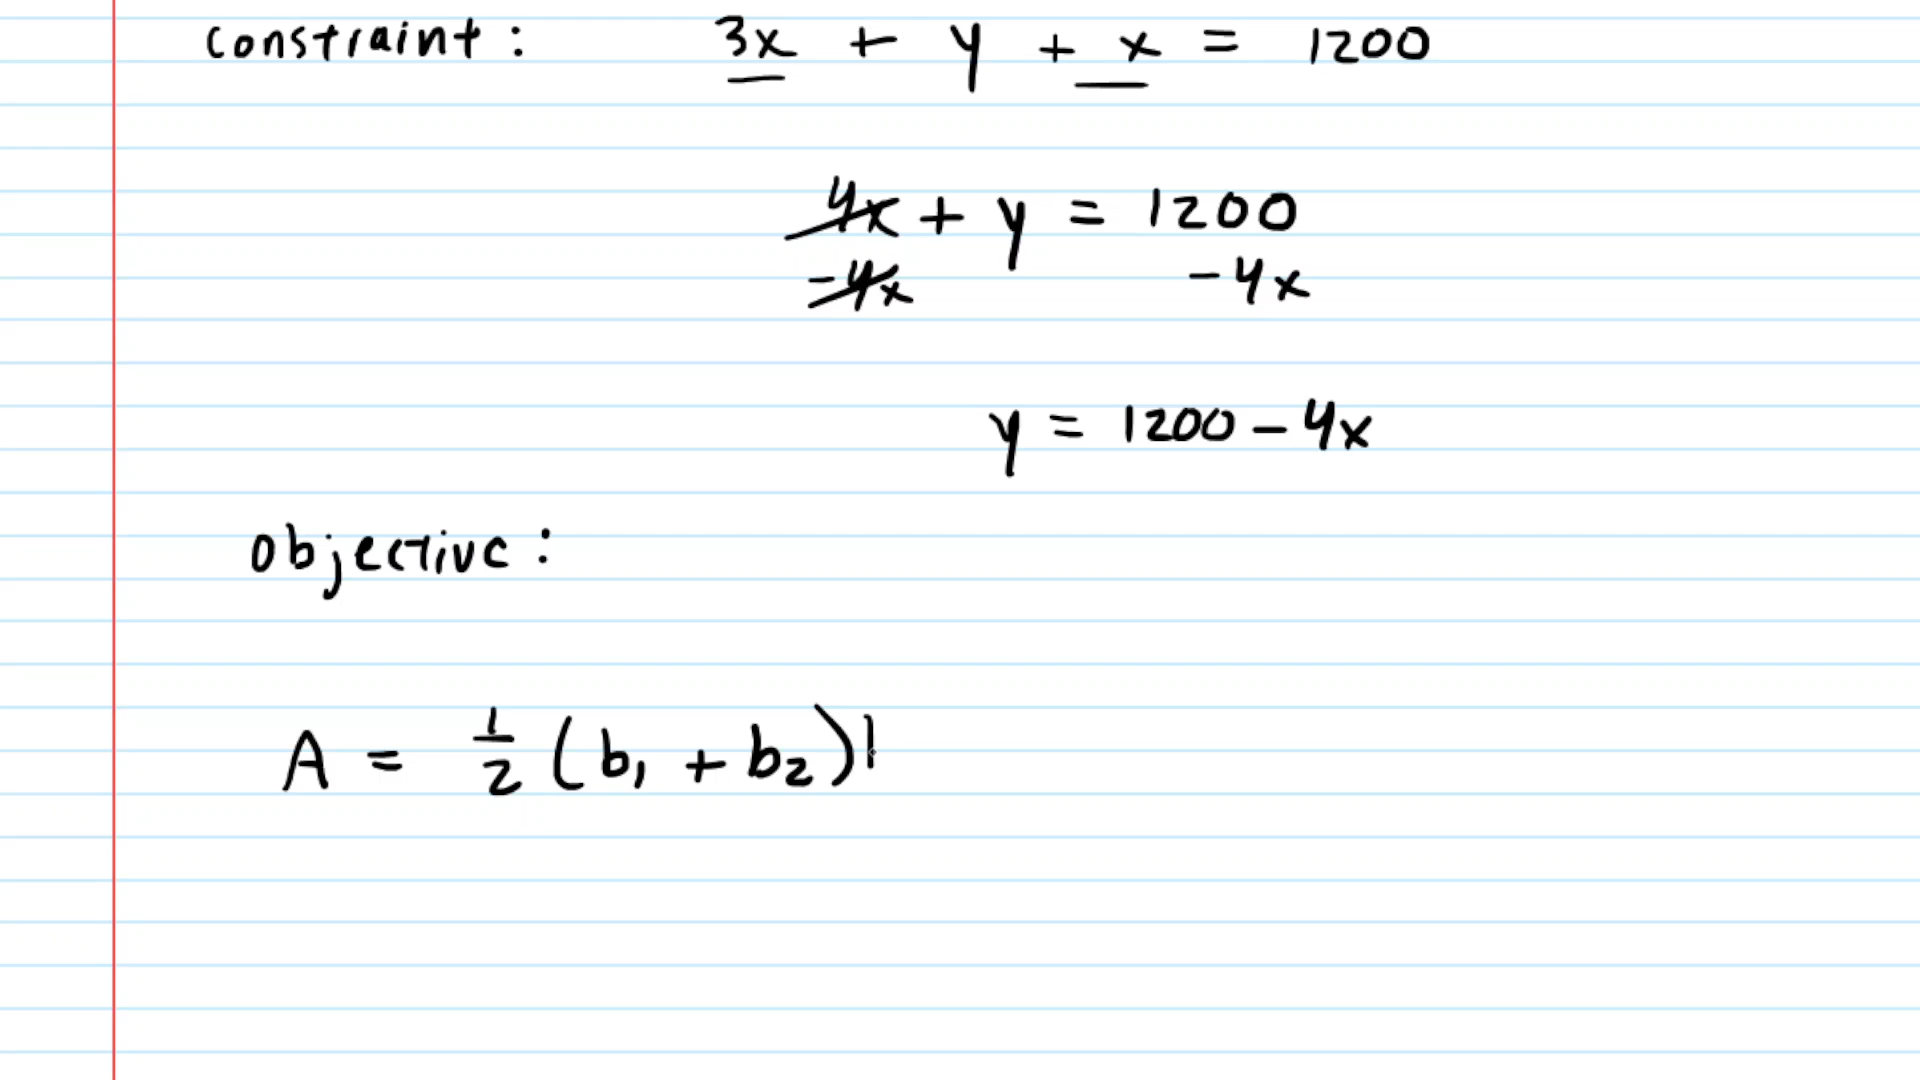 constraint: 3x + y + x = 1200
4x + y = 1200
-4x -4x
y = 1200 - 4x
objective:
A = 1/2 (b₁ + b₂)